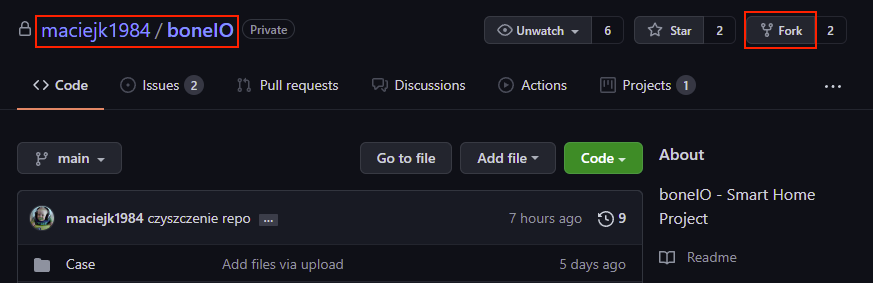 maciejk1984 / boneIO Private Unwatch 6 Star 2 Fork 2
Code Issues 2 Pull requests Discussions Actions Projects 1 ...
main Go to file Add file Code About
boneIO - Smart Home
Project
maciejk1984 czyszczenie repo ... 7 hours ago 9
Readme
Case Add files via upload 5 days ago